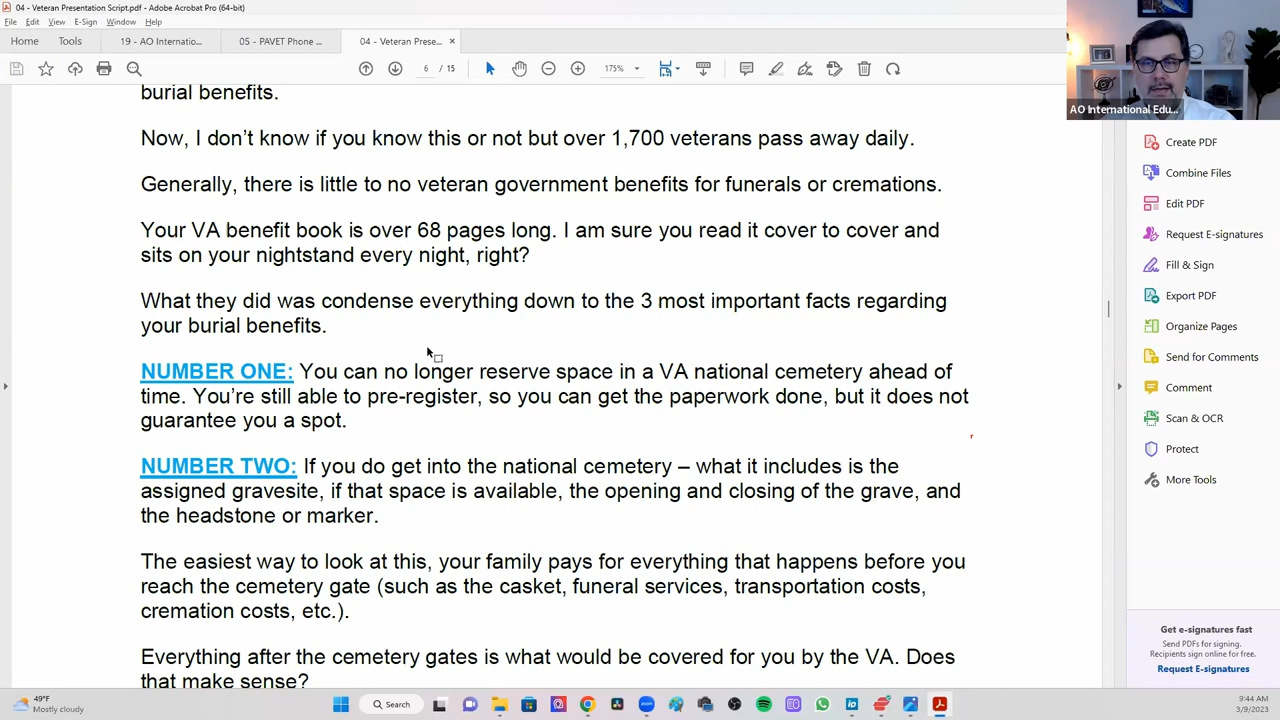 04 - Veteran Presentation Script.pdf - Adobe Acrobat Pro (64-bit)
File Edit View E-Sign Window Help
Home Tools 19 - AO Internatio... 05 - PAVET Phone ... 04 - Veteran Prese... ×
6 / 15 175%
AO International Edu...
burial benefits.
Now, I don't know if you know this or not but over 1,700 veterans pass away daily.
Generally, there is little to no veteran government benefits for funerals or cremations.
Your VA benefit book is over 68 pages long. I am sure you read it cover to cover and
sits on your nightstand every night, right?
What they did was condense everything down to the 3 most important facts regarding
your burial benefits.
NUMBER ONE: You can no longer reserve space in a VA national cemetery ahead of
time. You're still able to pre-register, so you can get the paperwork done, but it does not
guarantee you a spot.
NUMBER TWO: If you do get into the national cemetery – what it includes is the
assigned gravesite, if that space is available, the opening and closing of the grave, and
the headstone or marker.
The easiest way to look at this, your family pays for everything that happens before you
reach the cemetery gate (such as the casket, funeral services, transportation costs,
cremation costs, etc.).
Everything after the cemetery gates is what would be covered for you by the VA. Does
that make sense?
Create PDF
Combine Files
Edit PDF
Request E-signatures
Fill & Sign
Export PDF
Organize Pages
Send for Comments
Comment
Scan & OCR
Protect
More Tools
Get e-signatures fast
Send PDFs for signing.
Recipients sign online for free.
Request E-signatures
49°F
Mostly cloudy
Search
9:44 AM
3/9/2023